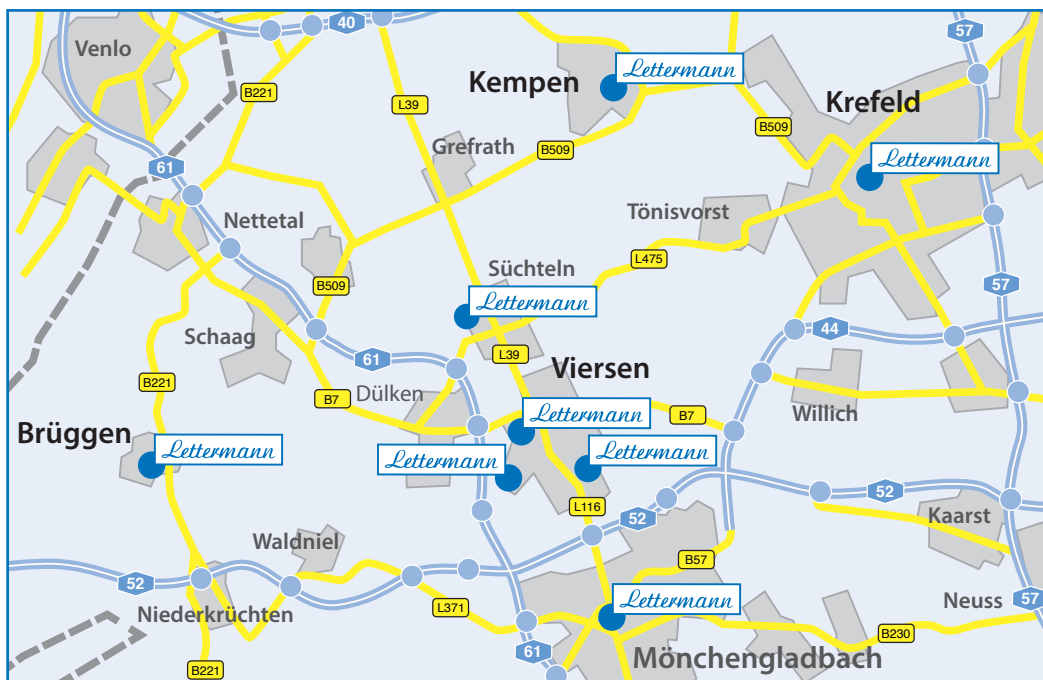 40
57
Venlo
Kempen
Lettermann
B221
L39
Krefeld
B509
Grefrath
B509
Lettermann
61
Nettetal
Tönisvorst
L475
Süchteln
B509
57
Lettermann
Schaag
44
L39
61
Viersen
B221
Dülken
B7
Lettermann
B7
Willich
Brüggen
Lettermann
Lettermann
Lettermann
52
L116
52
Kaarst
Waldniel
B57
52
Niederkrüchten
L371
Lettermann
Neuss
57
B230
61
Mönchengladbach
B221